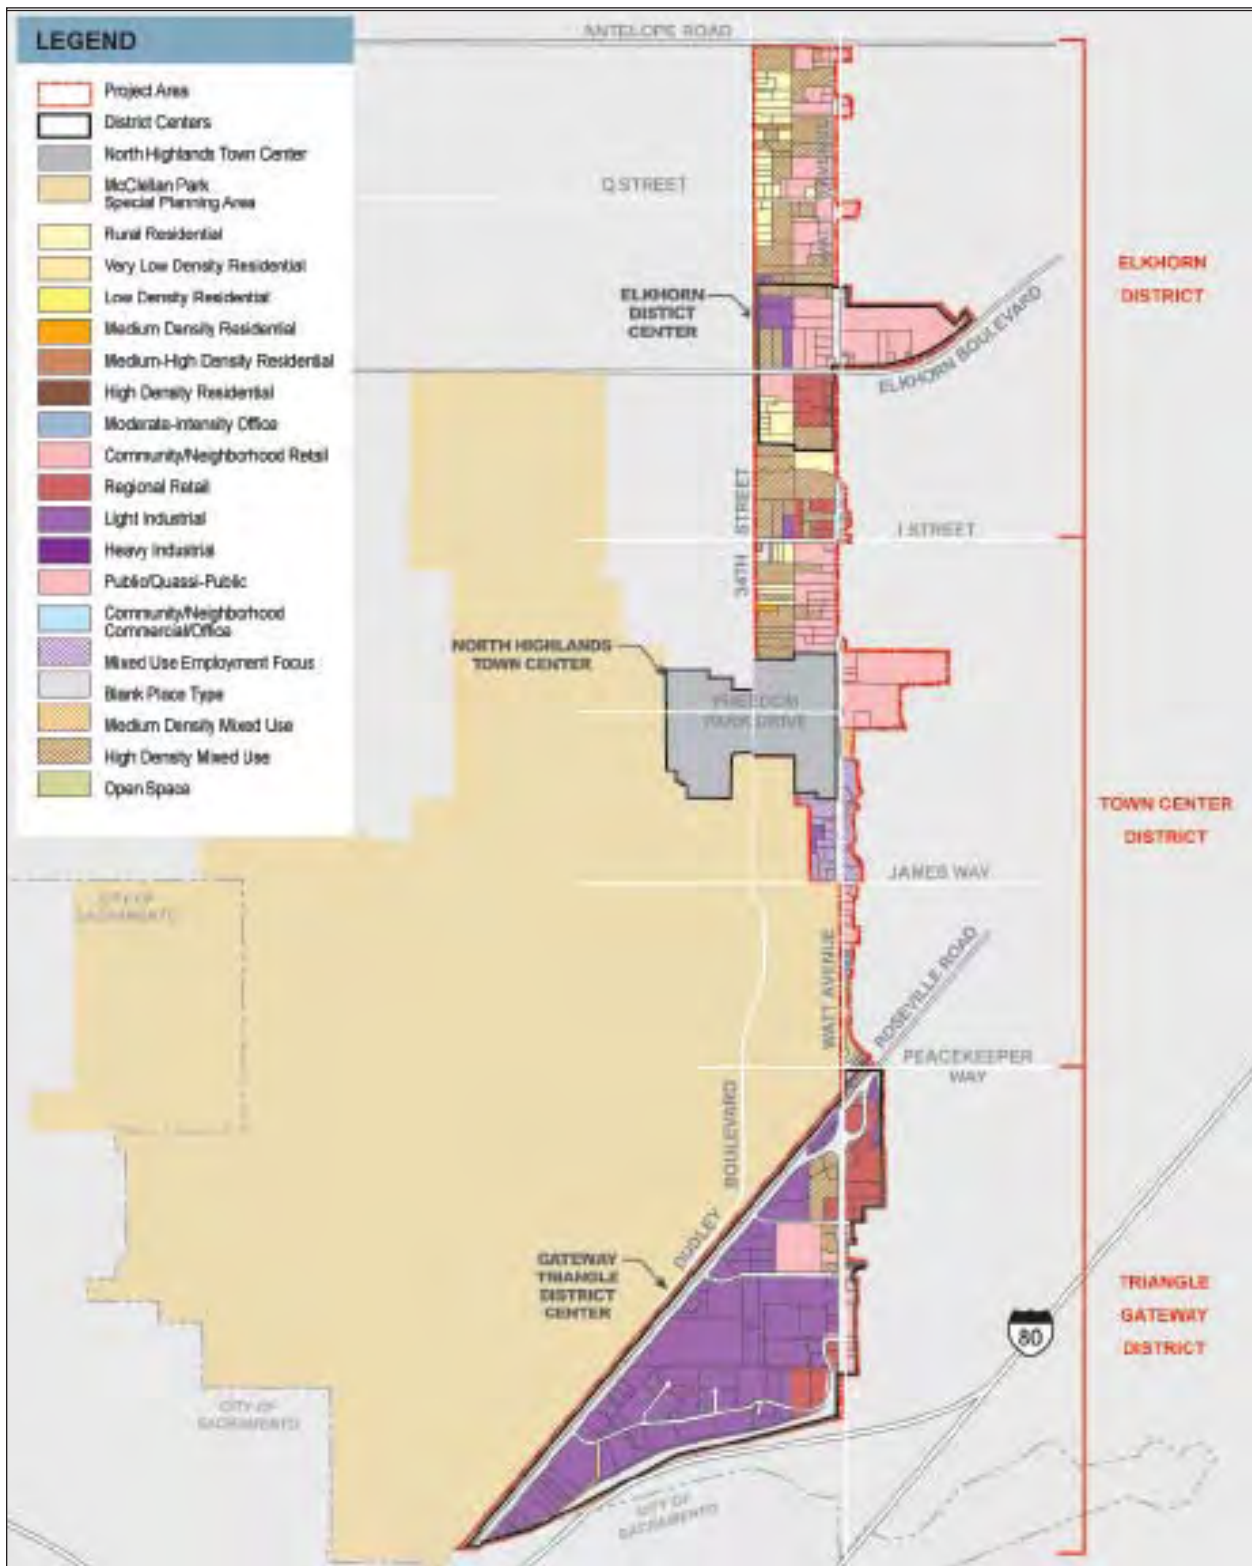 LEGEND
Project Area
District Centers
North Highlands Town Center
McClellan Park
Special Planning Area
Rural Residential
Very Low Density Residential
Low Density Residential
Medium Density Residential
Medium-High Density Residential
High Density Residential
Moderate-intensity Office
Community/Neighborhood Retail
Regional Retail
Light Industrial
Heavy Industrial
Public/Quassi-Public
Community/Neighborhood
Commercial/Office
Mixed Use Employment Focus
Blank Place Type
Medium Density Mixed Use
High Density Mixed Use
Open Space
ANTELOPE ROAD
Q STREET
WATT AVENUE
ELKHORN
DISTICT
CENTER
ELKHORN BOULEVARD
ELKHORN
DISTRICT
34TH STREET
I STREET
NORTH HIGHLANDS
TOWN CENTER
FREEDOM
PARK DRIVE
TOWN CENTER
DISTRICT
JAMES WAY
CITY OF
SACRAMENTO
WATT AVENUE
ROSEVILLE ROAD
PEACEKEEPER
WAY
DUDLEY BOULEVARD
GATEWAY
TRIANGLE
DISTRICT
CENTER
TRIANGLE
GATEWAY
DISTRICT
80
CITY OF
SACRAMENTO
CITY OF
SACRAMENTO